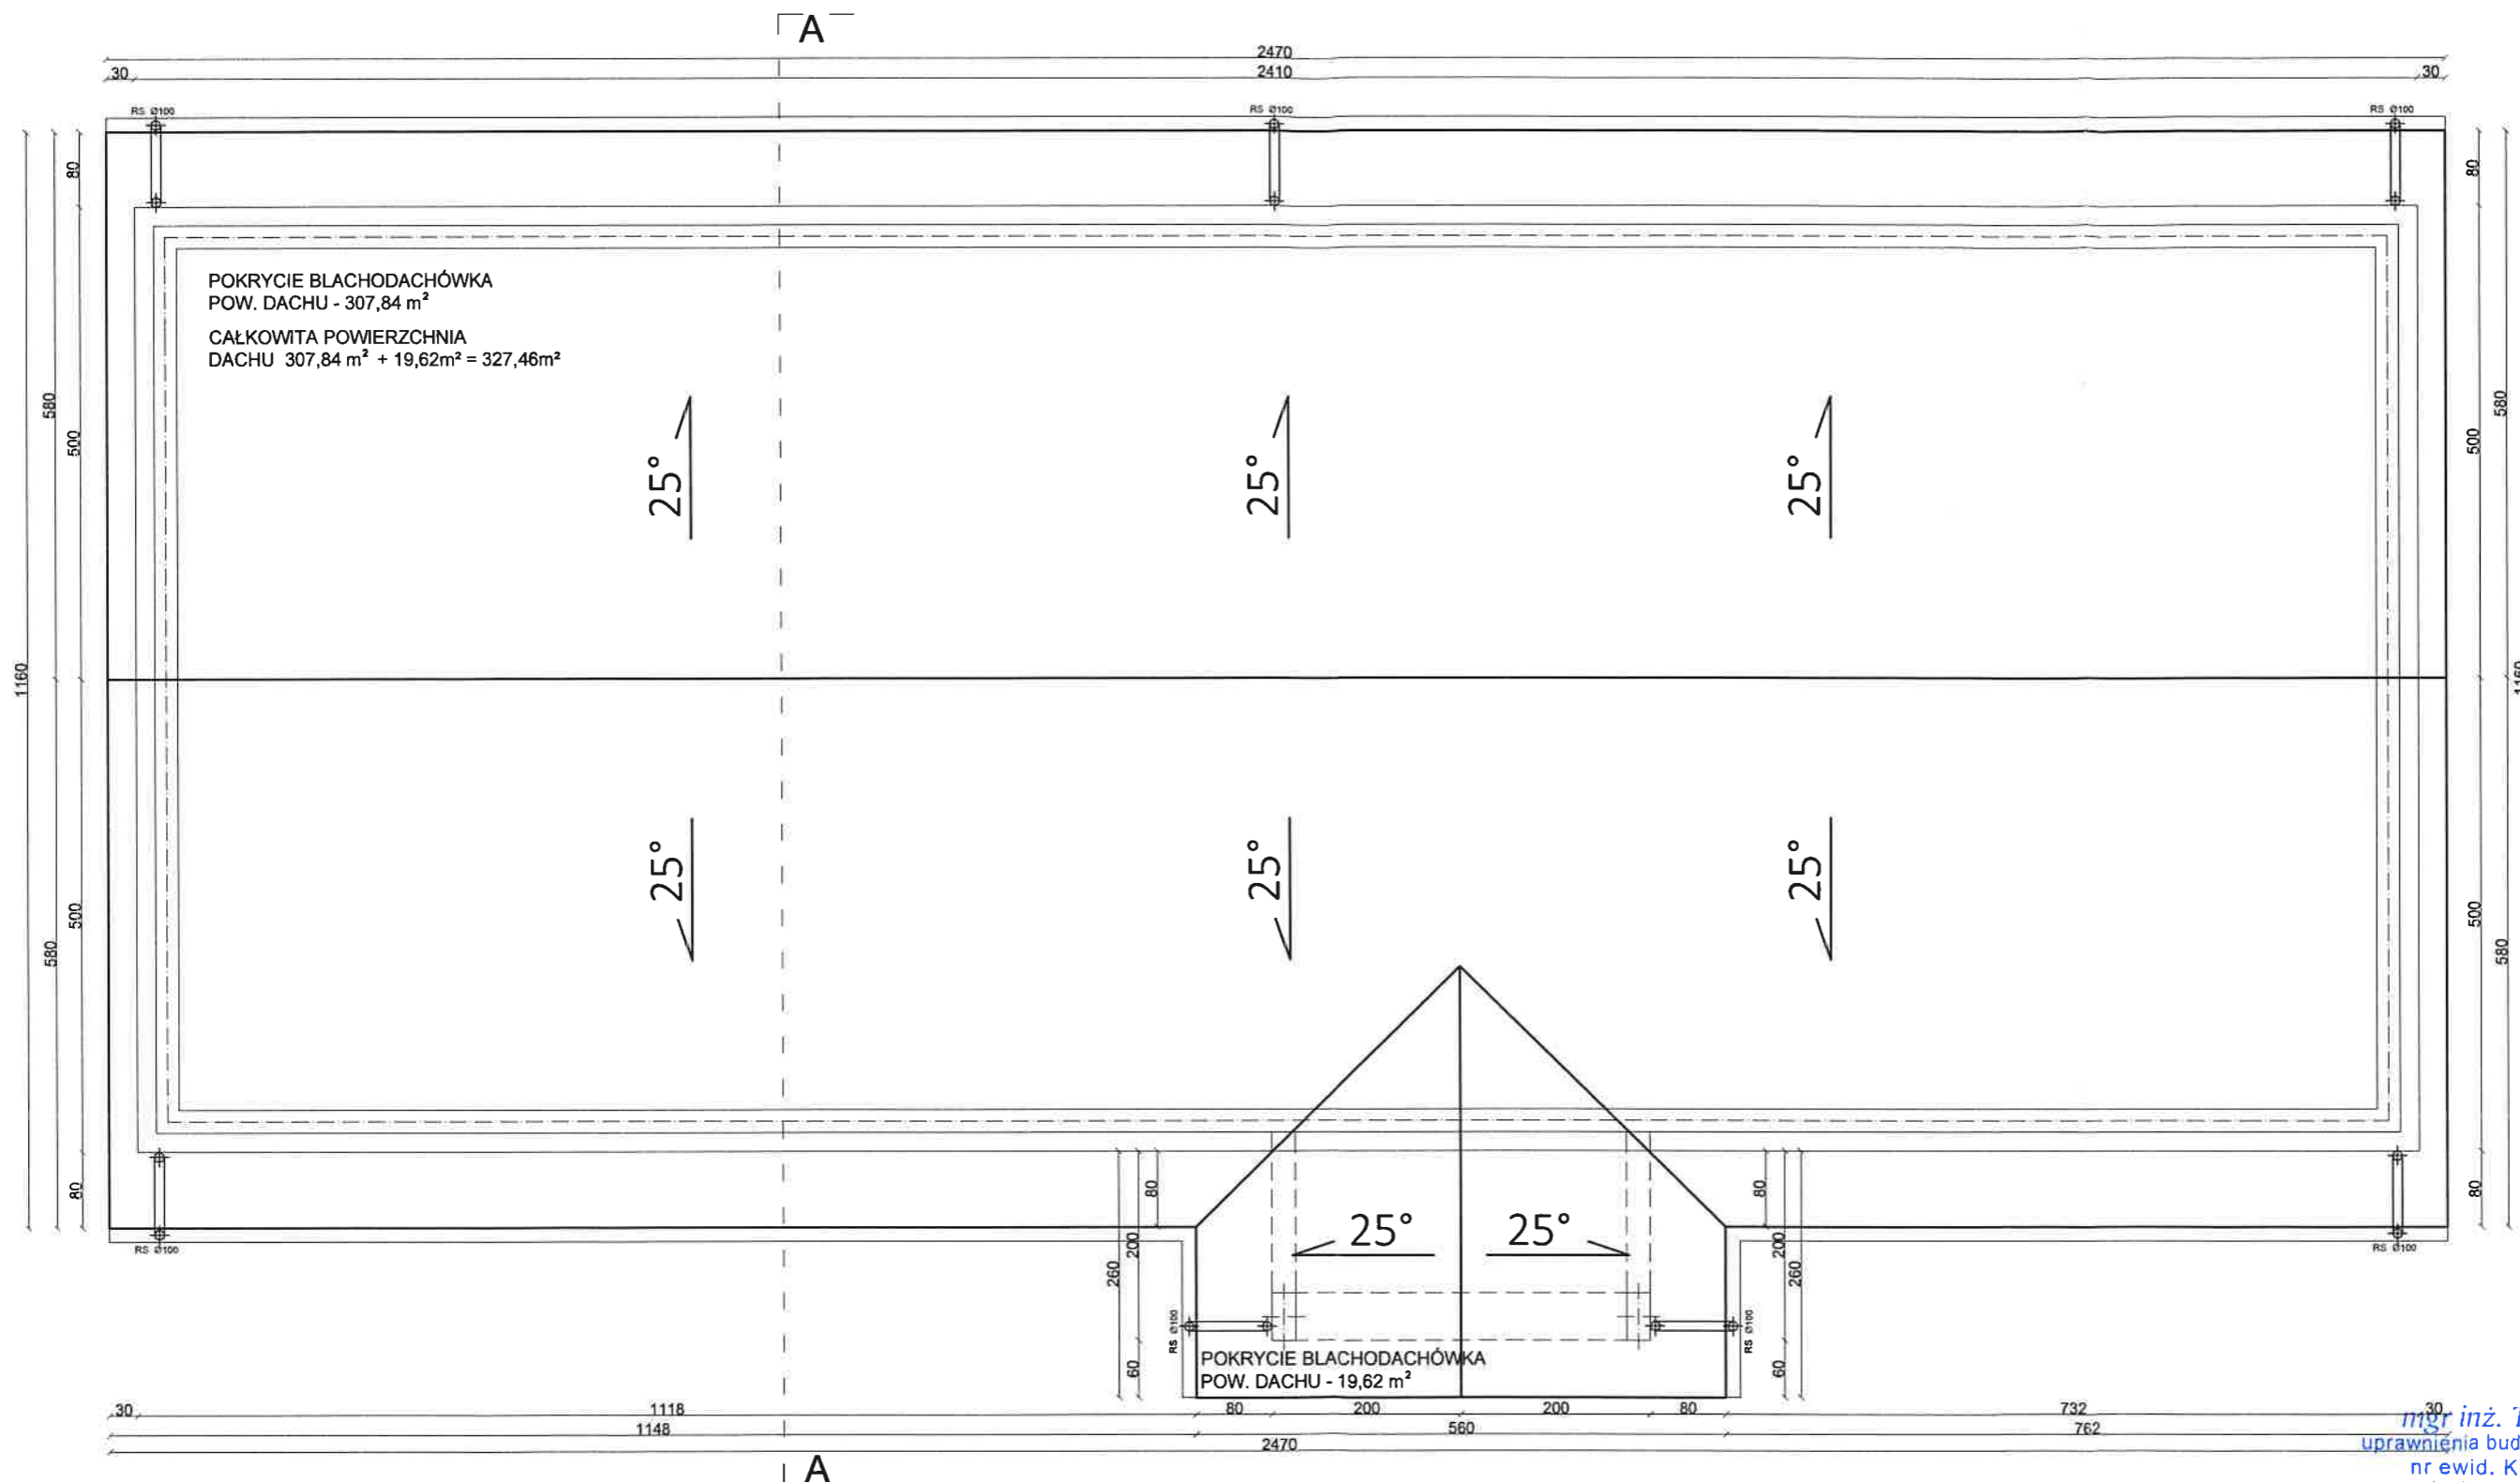 A
2470
30 2410 30
RS Ø100 RS Ø100 RS Ø100
80 80
POKRYCIE BLACHODACHÓWKA
POW. DACHU - 307,84 m²
CAŁKOWITA POWIERZCHNIA
DACHU 307,84 m² + 19,62m² = 327,46m²
580 500 500 580
25° 25° 25°
1160 1160
25° 25° 25°
580 500 500 580
80 80 80 80
25° 25°
RS Ø100 RS Ø100
260 200 200 260
RS Ø100 RS Ø100
60 60
POKRYCIE BLACHODACHÓWKA
POW. DACHU - 19,62 m²
30 1118 80 200 200 80 732 30
1148 560 762
2470
A
mgr inż.
uprawnienia bud
nr ewid. K